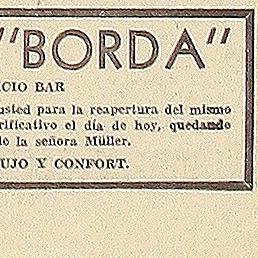 "BORDA"
CIO BAR
usted para la reapertura del mismo
rificativo el día de hoy, quedando
la señora Müller.
UJO Y CONFORT.